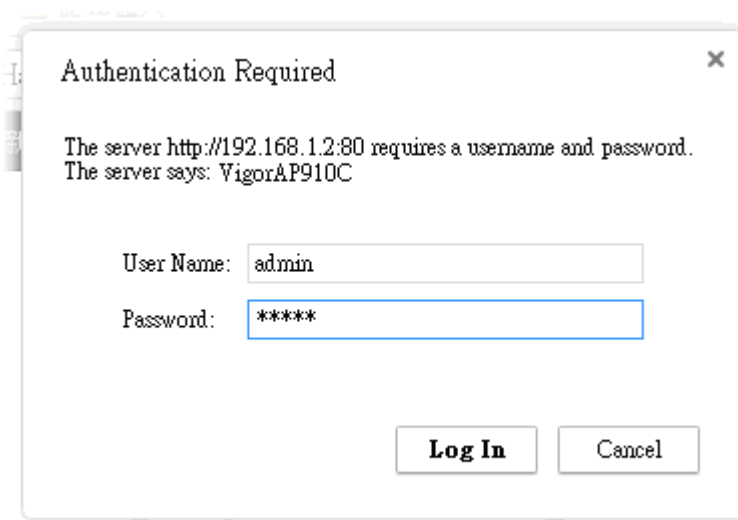 Authentication Required
The server http://192.168.1.2:80 requires a username and password.
The server says: VigorAP910C
User Name: admin
Password: *****
Log In Cancel